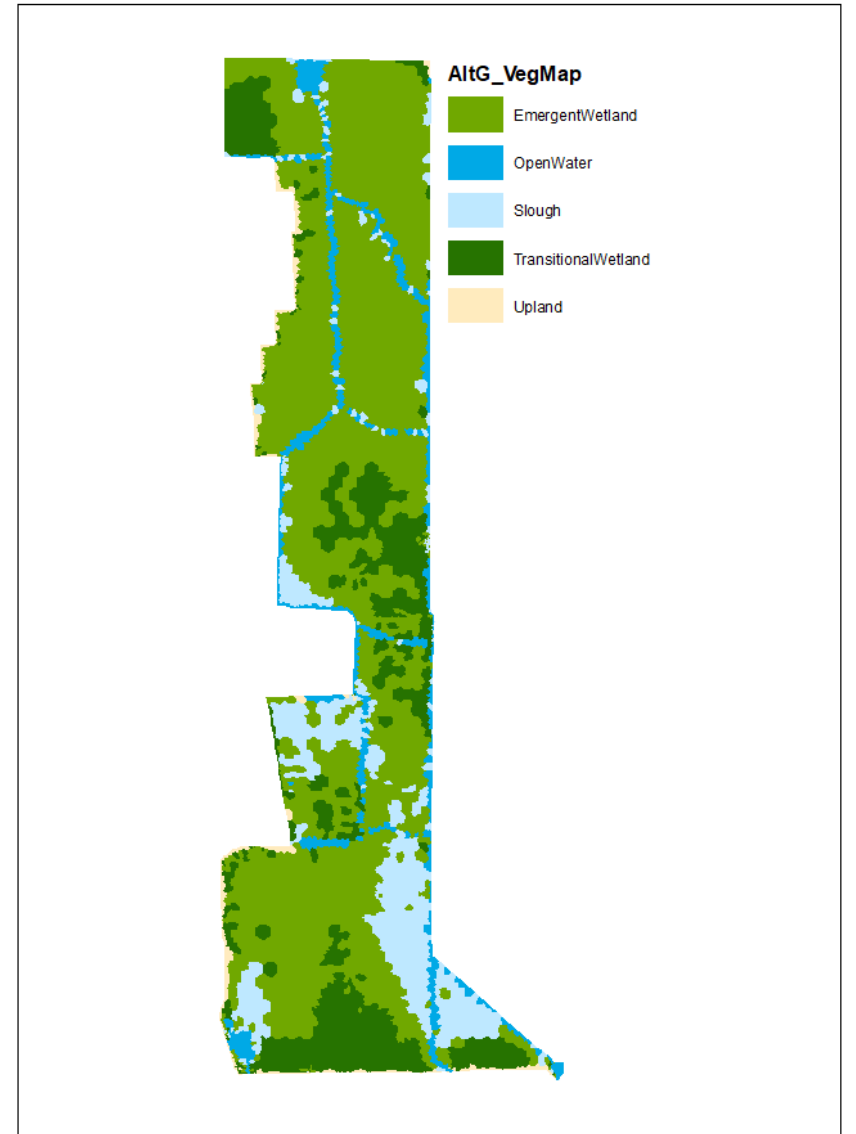 AltG_VegMap
EmergentWetland
OpenWater
Slough
TransitionalWetland
Upland